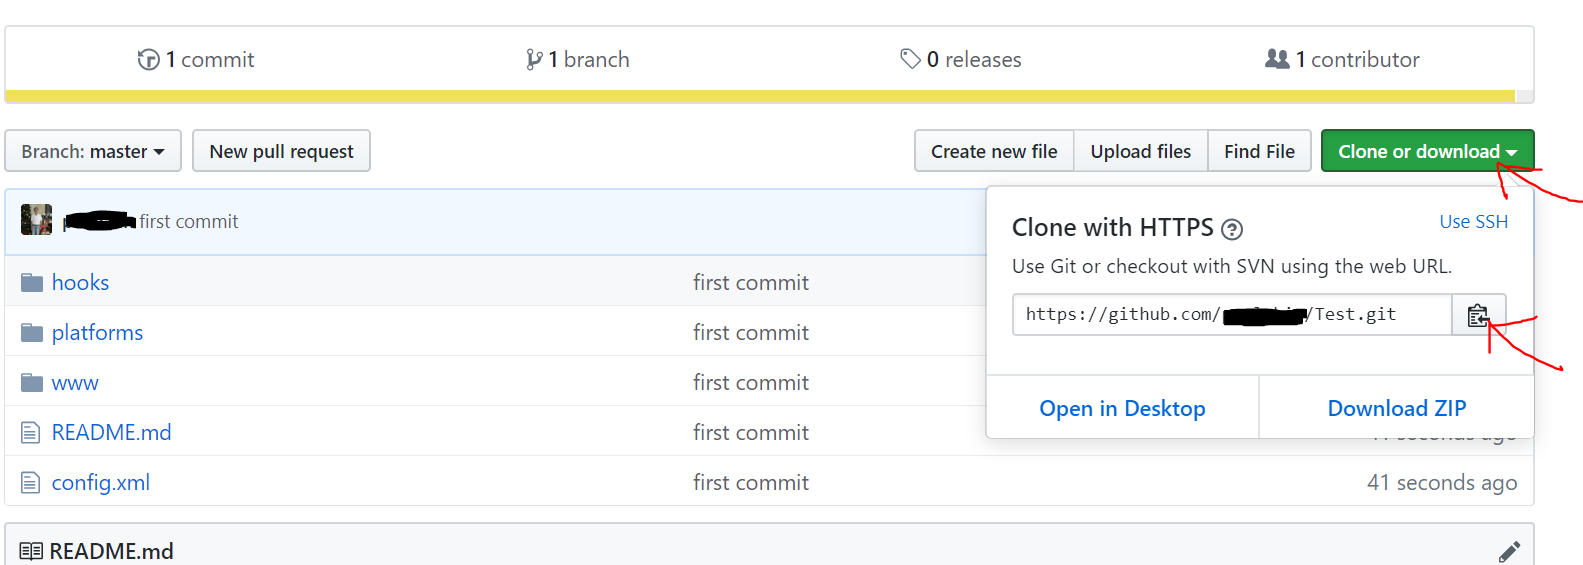 1 commit 1 branch 0 releases 1 contributor
Branch: master New pull request Create new file Upload files Find File Clone or download
first commit
Clone with HTTPS ? Use SSH
Use Git or checkout with SVN using the web URL.
https://github.com/ /Test.git
Open in Desktop Download ZIP
hooks first commit
platforms first commit
www first commit
README.md first commit seconds ago
config.xml first commit 41 seconds ago
README.md